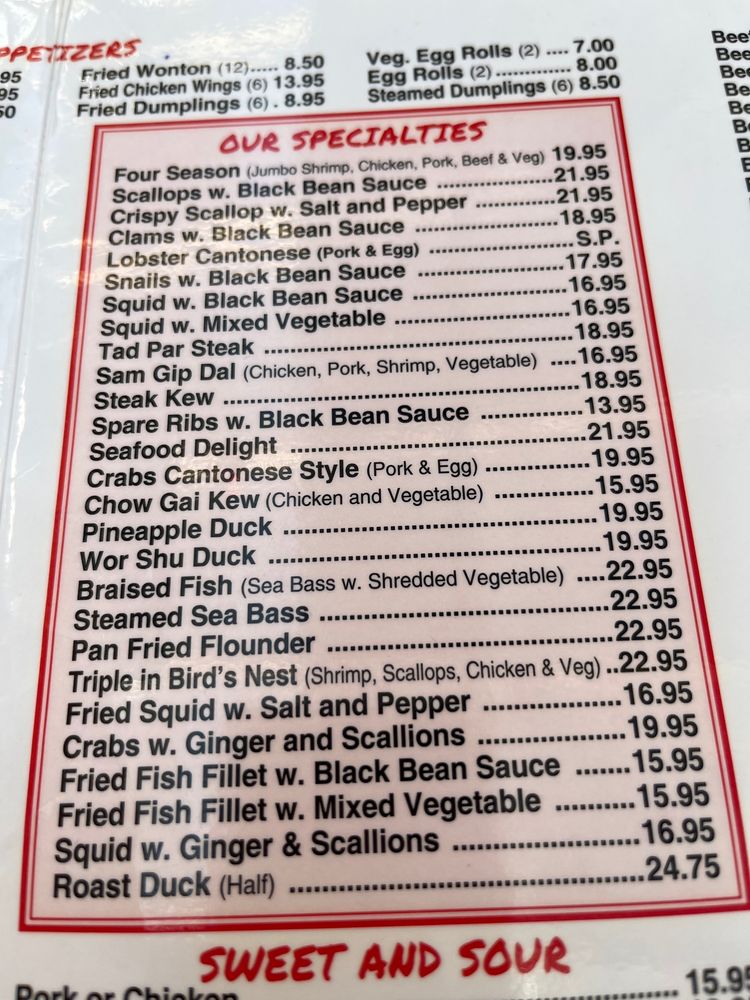 PPETIZERS
95
95
50
Fried Wonton (12)..... 8.50
Fried Chicken Wings (6) 13.95
Fried Dumplings (6) . 8.95
Veg. Egg Rolls (2) .... 7.00
Egg Rolls (2) ............ 8.00
Steamed Dumplings (6) 8.50
OUR SPECIALTIES
Four Season (Jumbo Shrimp, Chicken, Pork, Beef & Veg) 19.95
Scallops w. Black Bean Sauce .................21.95
Crispy Scallop w. Salt and Pepper ............21.95
Clams w. Black Bean Sauce .....................18.95
Lobster Cantonese (Pork & Egg) .....................S.P.
Snails w. Black Bean Sauce .....................17.95
Squid w. Black Bean Sauce ......................16.95
Squid w. Mixed Vegetable .........................16.95
Tad Par Steak .............................................18.95
Sam Gip Dal (Chicken, Pork, Shrimp, Vegetable) ....16.95
Steak Kew ...................................................18.95
Spare Ribs w. Black Bean Sauce ..............13.95
Seafood Delight ..........................................21.95
Crabs Cantonese Style (Pork & Egg) ..............19.95
Chow Gai Kew (Chicken and Vegetable) .............15.95
Pineapple Duck ..........................................19.95
Wor Shu Duck ............................................19.95
Braised Fish (Sea Bass w. Shredded Vegetable) ....22.95
Steamed Sea Bass .....................................22.95
Pan Fried Flounder .....................................22.95
Triple in Bird's Nest (Shrimp, Scallops, Chicken & Veg) ..22.95
Fried Squid w. Salt and Pepper .................16.95
Crabs w. Ginger and Scallions ..................19.95
Fried Fish Fillet w. Black Bean Sauce .......15.95
Fried Fish Fillet w. Mixed Vegetable ..........15.95
Squid w. Ginger & Scallions .......................16.95
Roast Duck (Half) ............................................24.75
SWEET AND SOUR
Pork or Chicken ............ 15.95